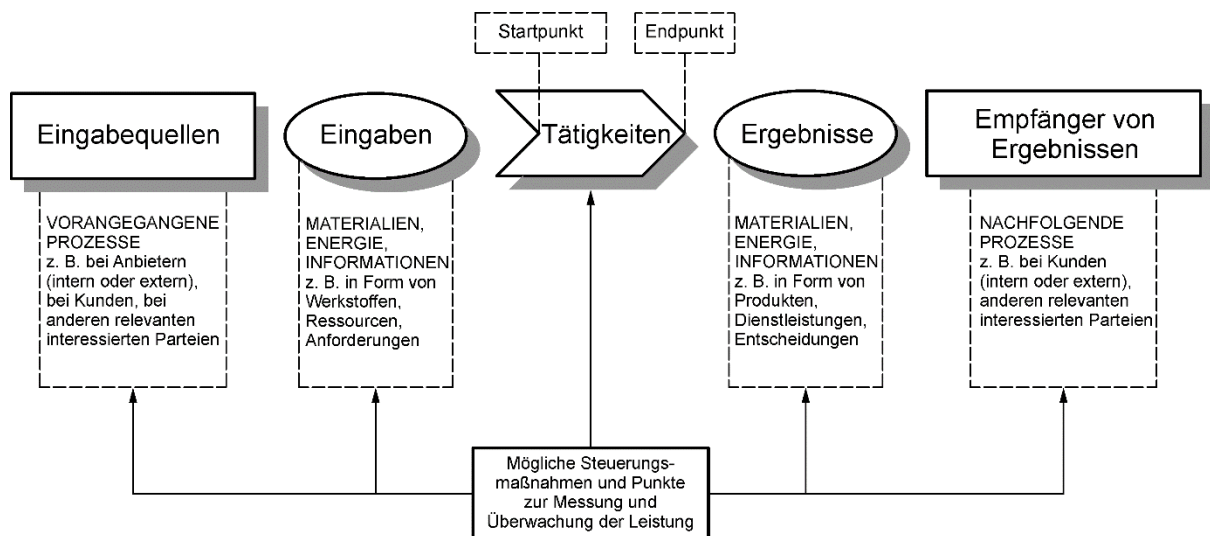 Startpunkt
Endpunkt
Eingabequellen
Eingaben
Tätigkeiten
Ergebnisse
Empfänger von
Ergebnissen
VORANGEGANGENE
PROZESSE
z. B. bei Anbietern
(intern oder extern),
bei Kunden, bei
anderen relevanten
interessierten Parteien
MATERIALIEN,
ENERGIE,
INFORMATIONEN
z. B. in Form von
Werkstoffen,
Ressourcen,
Anforderungen
MATERIALIEN,
ENERGIE,
INFORMATIONEN
z. B. in Form von
Produkten,
Dienstleistungen,
Entscheidungen
NACHFOLGENDE
PROZESSE
z. B. bei Kunden
(intern oder extern),
anderen relevanten
interessierten Parteien
Mögliche Steuerungs-
maßnahmen und Punkte
zur Messung und
Überwachung der Leistung